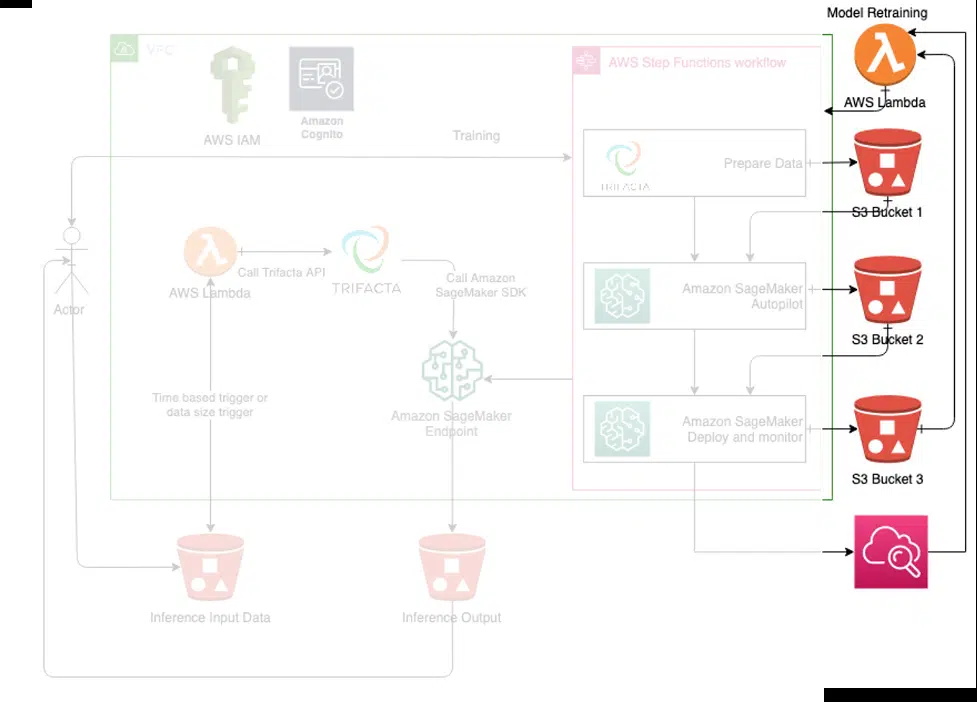 Model Retraining
VPC
AWS Step Functions workflow
AWS Lambda
AWS IAM
Amazon
Cognito
Training
TRIFACTA
Prepare Data
S3 Bucket 1
Call Trifacta API
AWS Lambda
TRIFACTA
Call Amazon
SageMaker SDK
Amazon SageMaker
Autopilot
Actor
S3 Bucket 2
Time based trigger or
data size trigger
Amazon SageMaker
Endpoint
Amazon SageMaker
Deploy and monitor
S3 Bucket 3
Inference Input Data
Inference Output